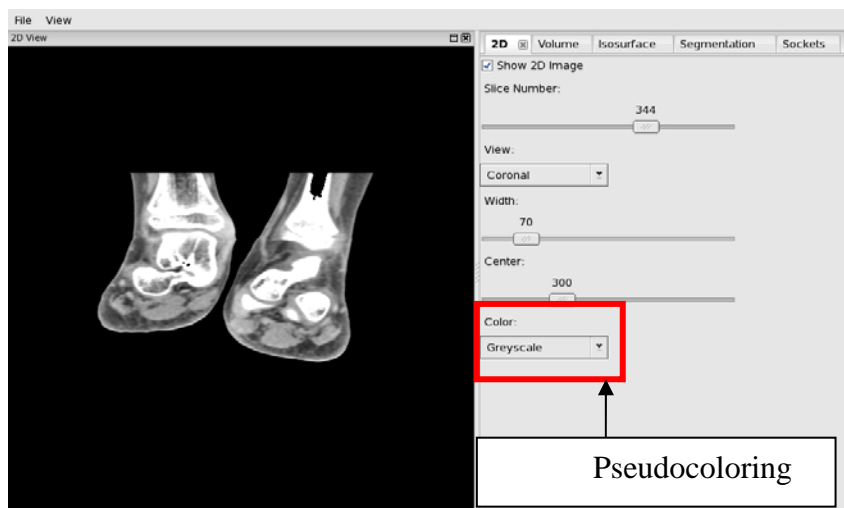 File View
2D View
2D Volume Isosurface Segmentation Sockets
Show 2D Image
Slice Number:
344
View:
Coronal
Width:
70
Center:
300
Color:
Greyscale
Pseudocoloring